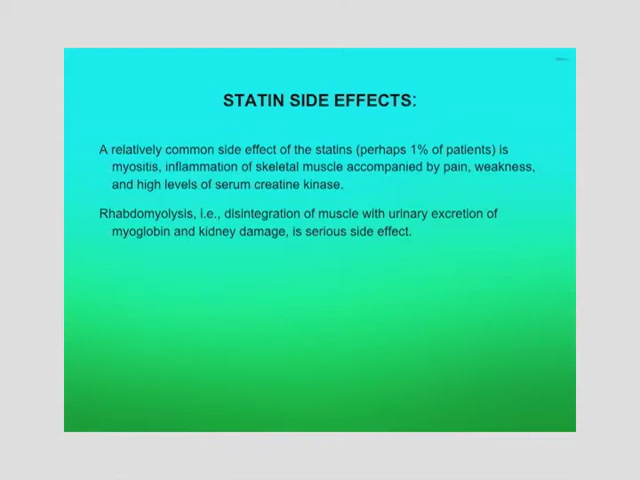 STATIN SIDE EFFECTS:
A relatively common side effect of the statins (perhaps 1% of patients) is
myositis, inflammation of skeletal muscle accompanied by pain, weakness,
and high levels of serum creatine kinase.
Rhabdomyolysis, i.e., disintegration of muscle with urinary excretion of
myoglobin and kidney damage, is serious side effect.